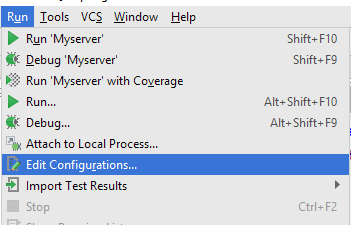 Run Tools VCS Window Help
Run 'Myserver' Shift+F10
Debug 'Myserver' Shift+F9
Run 'Myserver' with Coverage
Run... Alt+Shift+F10
Debug... Alt+Shift+F9
Attach to Local Process...
Edit Configurations...
Import Test Results
Stop Ctrl+F2